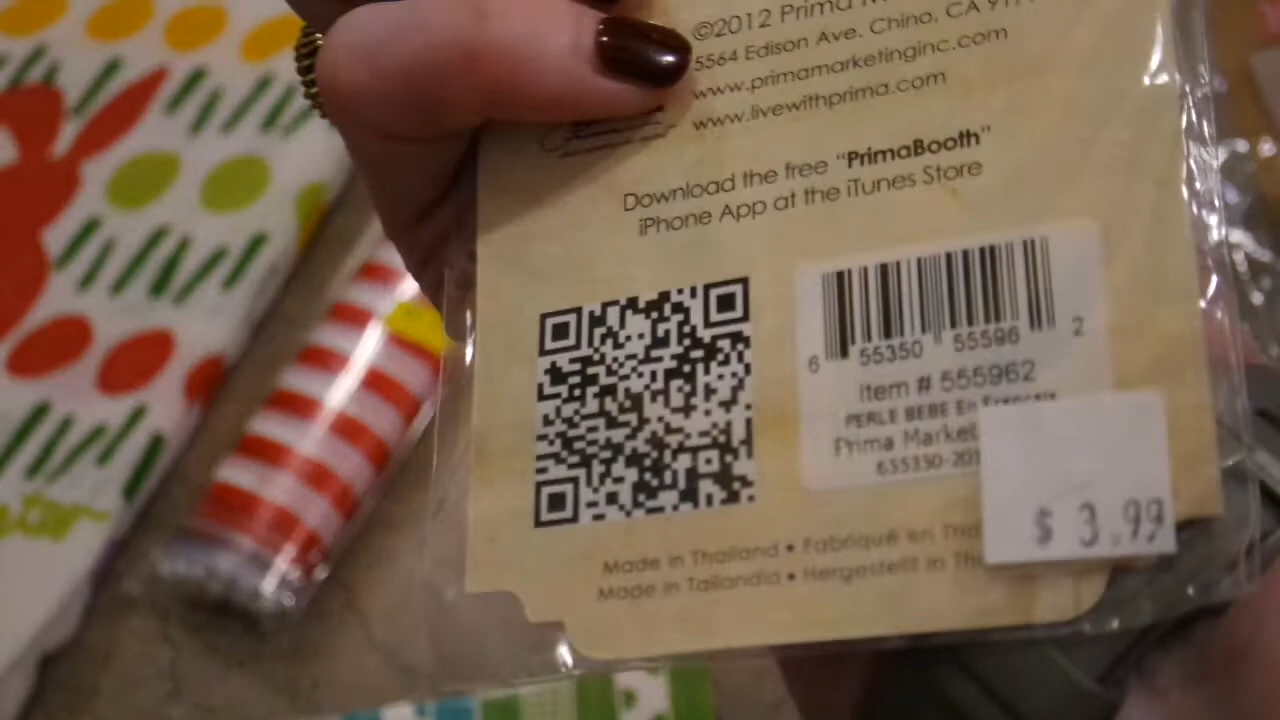 ©2012 Prima
5564 Edison Ave. Chino, CA
www.primamarketinginc.com
www.livewithprima.com
Download the free "PrimaBooth"
iPhone App at the iTunes Store
6 55350 55596 2
Item # 555962
PERLE BEBE En Francais
Prima Market
$ 3.99
Made in Thailand • Fabriqué en
Made in Tailandia • Hergestellt in